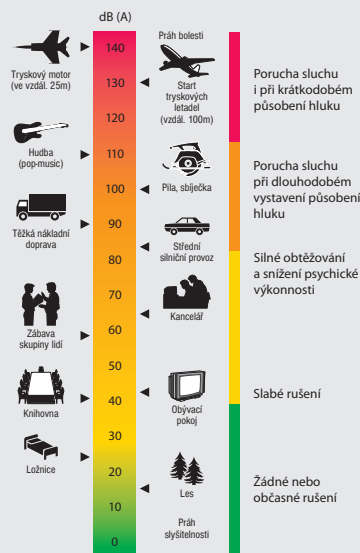 dB (A)
140
130
120
110
100
90
80
70
60
50
40
30
20
10
0
Tryskový motor
(ve vzdál. 25m)
Hudba
(pop-music)
Těžká nákladní
doprava
Zábava
skupiny lidí
Knihovna
Ložnice
Práh bolesti
Start
tryskových
letadel
(vzdál. 100m)
Pila, sbíječka
Střední
silniční provoz
Kancelář
Obývací
pokoj
Les
Práh
slyšitelnosti
Porucha sluchu
i při krátkodobém
působení hluku
Porucha sluchu
při dlouhodobém
vystavení působení
hluku
Silné obtěžování
a snížení psychické
výkonnosti
Slabé rušení
Žádné nebo
občasné rušení